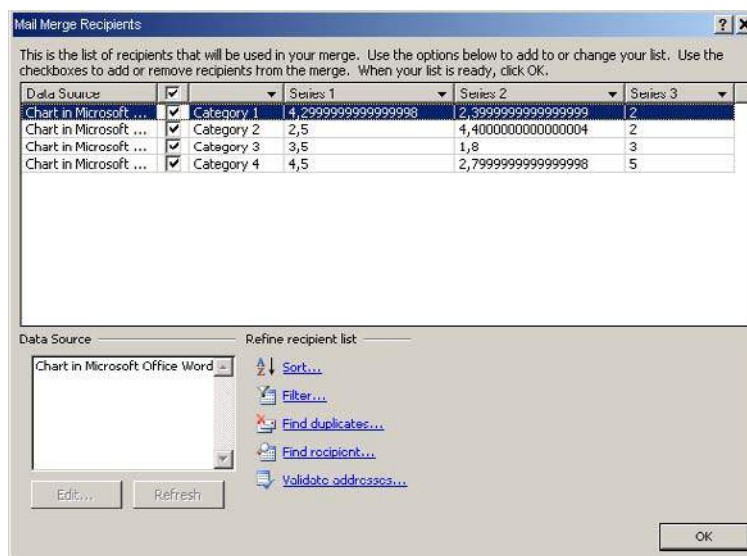 Mail Merge Recipients
This is the list of recipients that will be used in your merge. Use the options below to add to or change your list. Use the
checkboxes to add or remove recipients from the merge. When your list is ready, click OK.
Data Source Series 1 Series 2 Series 3
Chart in Microsoft ... Category 1 4,2999999999999998 2,3999999999999999 2
Chart in Microsoft ... Category 2 2,5 4,4000000000000004 2
Chart in Microsoft ... Category 3 3,5 1,8 3
Chart in Microsoft ... Category 4 4,5 2,7999999999999998 5
Data Source Refine recipient list
Chart in Microsoft Office Word
Sort...
Filter...
Find duplicates...
Find recipient...
Validate addresses...
Edit... Refresh
OK